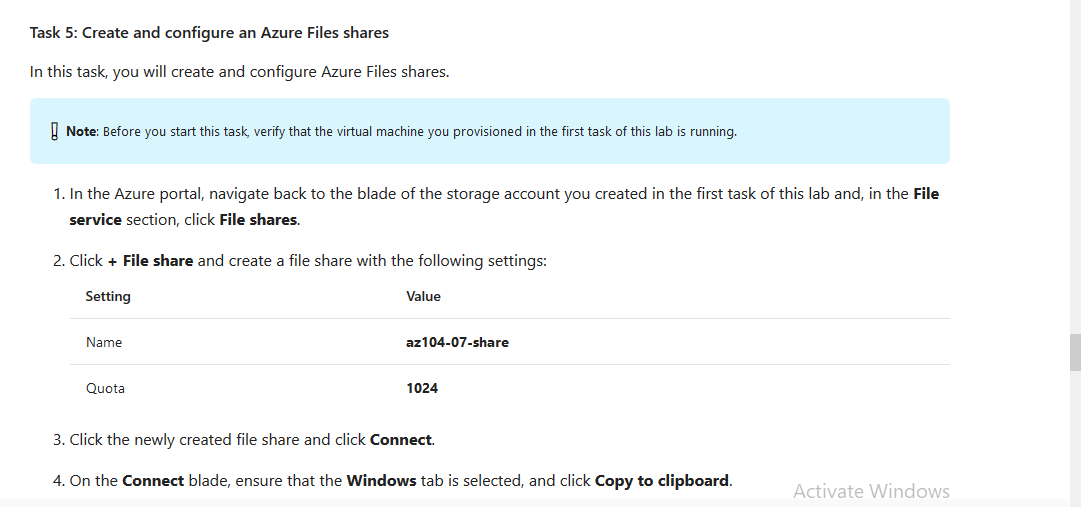 Task 5: Create and configure an Azure Files shares
In this task, you will create and configure Azure Files shares.
Note: Before you start this task, verify that the virtual machine you provisioned in the first task of this lab is running.
1. In the Azure portal, navigate back to the blade of the storage account you created in the first task of this lab and, in the File
service section, click File shares.
2. Click + File share and create a file share with the following settings:
Setting Value
Name az104-07-share
Quota 1024
3. Click the newly created file share and click Connect.
4. On the Connect blade, ensure that the Windows tab is selected, and click Copy to clipboard.
Activate Windows